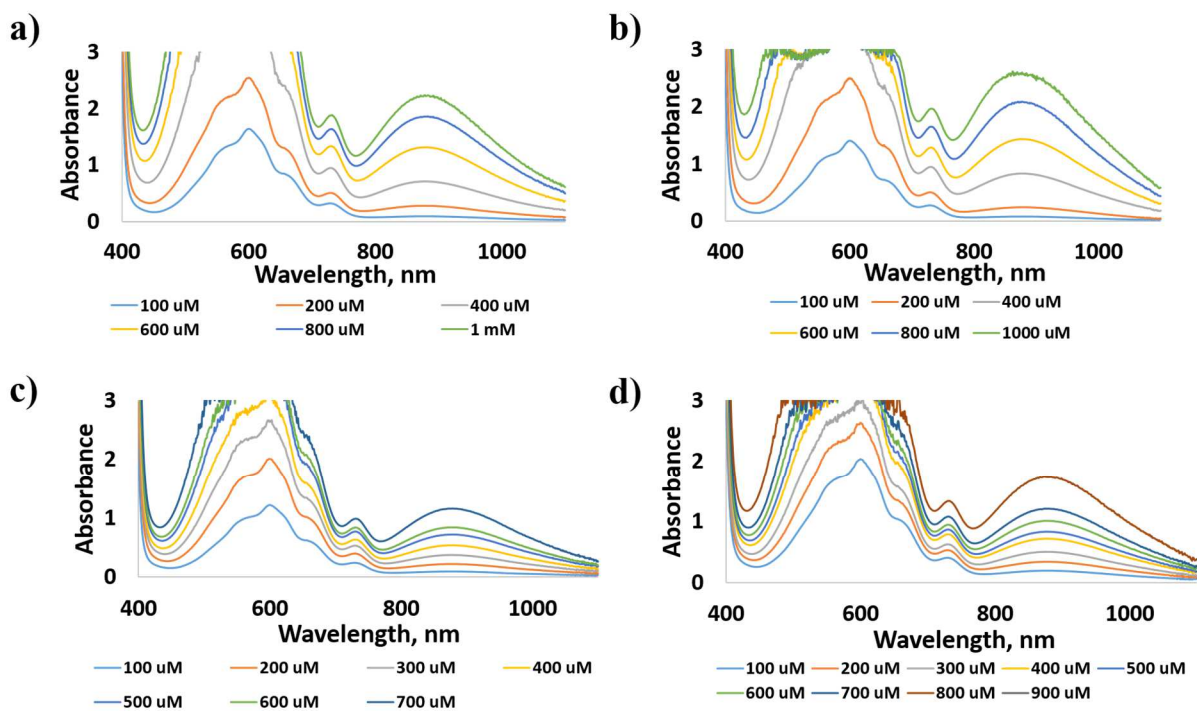 a)
3
2
1
0
Absorbance
400 600 800 1000
Wavelength, nm
100 uM 200 uM 400 uM
600 uM 800 uM 1 mM
b)
3
2
1
0
Absorbance
400 600 800 1000
Wavelength, nm
100 uM 200 uM 400 uM
600 uM 800 uM 1000 uM
c)
3
2
1
0
Absorbance
400 600 800 1000
Wavelength, nm
100 uM 200 uM 300 uM 400 uM
500 uM 600 uM 700 uM
d)
3
2
1
0
Absorbance
400 600 800 1000
Wavelength, nm
100 uM 200 uM 300 uM 400 uM 500 uM
600 uM 700 uM 800 uM 900 uM